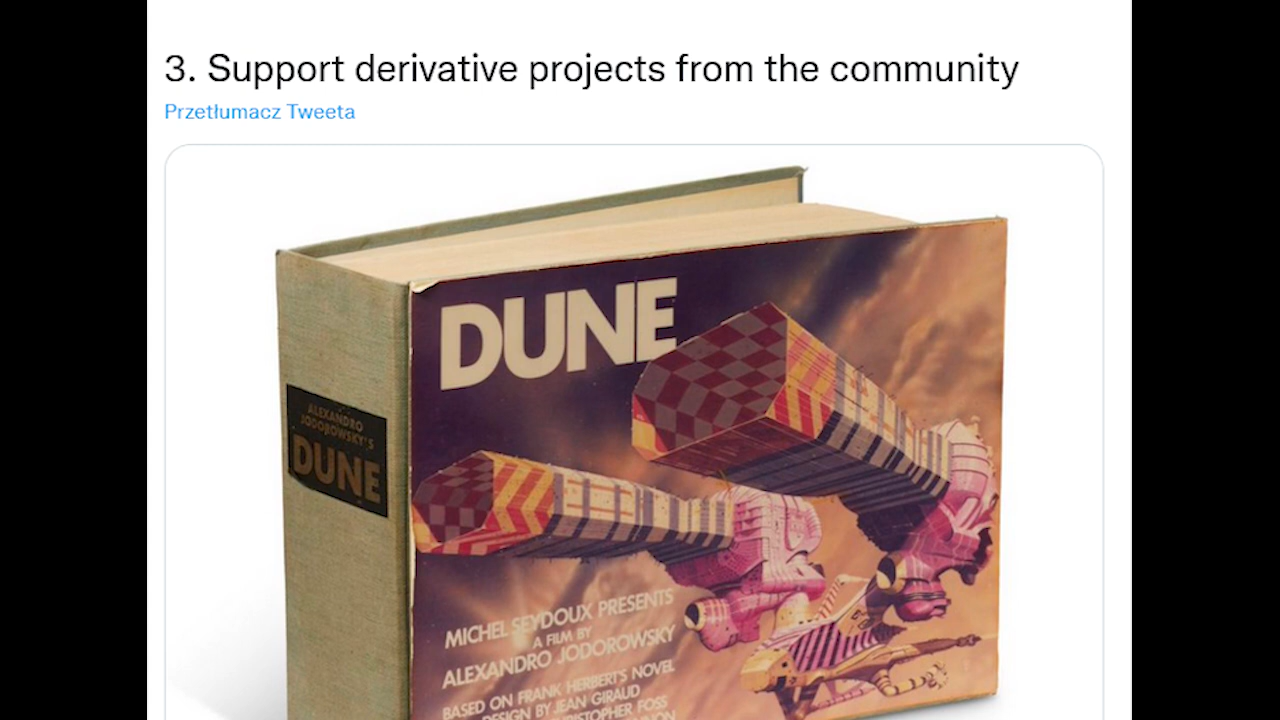 3. Support derivative projects from the community
Przetłumacz Tweeta
DUNE
ALEXANDRO
JODOROWSKY'S
DUNE
MICHEL SEYDOUX PRESENTS
A FILM BY
ALEXANDRO JODOROWSKY
BASED ON FRANK HERBERT'S NOVEL
DESIGN BY JEAN GIRAUD
FOSS